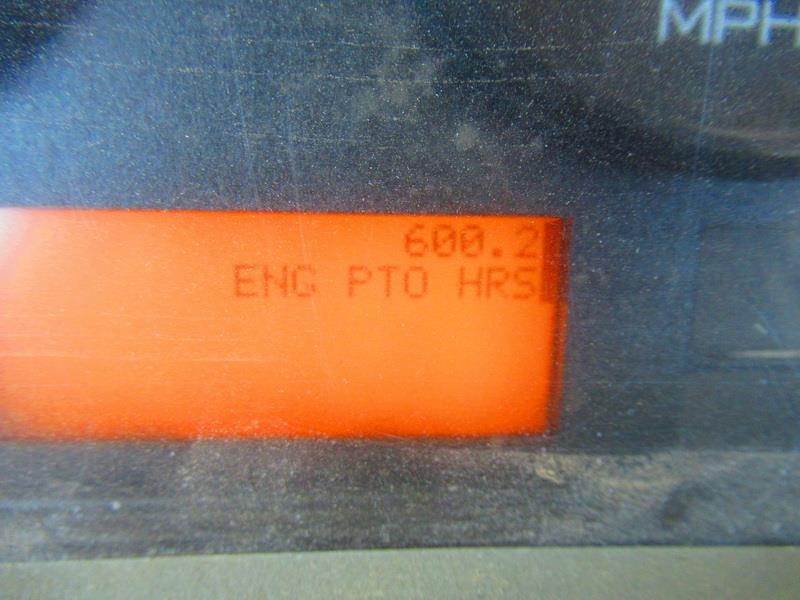 MPH
600.2
ENG PTO HRS